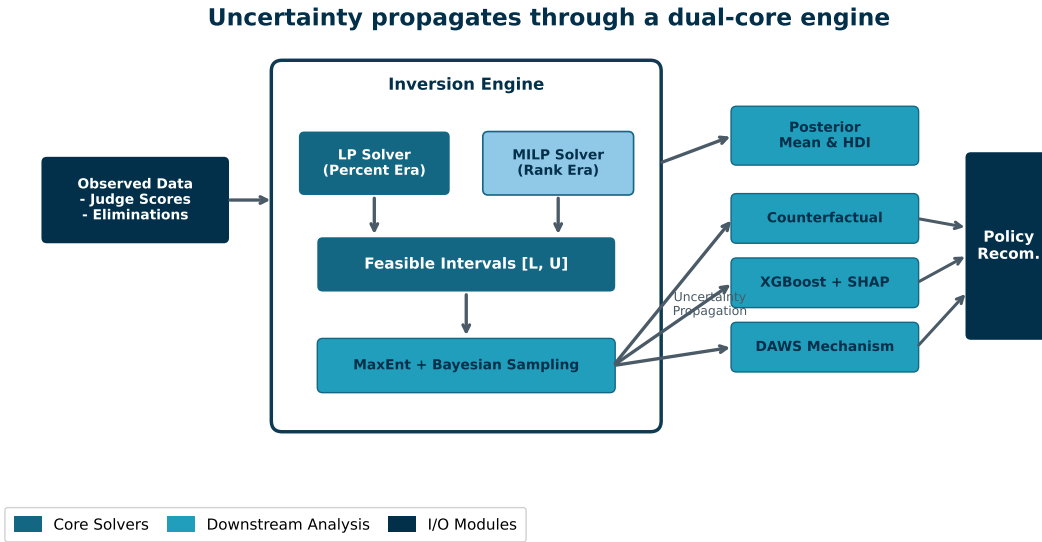 Uncertainty propagates through a dual-core engine
Inversion Engine
Observed Data
- Judge Scores
- Eliminations
LP Solver
(Percent Era)
MILP Solver
(Rank Era)
Feasible Intervals [L, U]
MaxEnt + Bayesian Sampling
Uncertainty
Propagation
Posterior
Mean & HDI
Counterfactual
XGBoost + SHAP
DAWS Mechanism
Policy
Recom.
Core Solvers
Downstream Analysis
I/O Modules